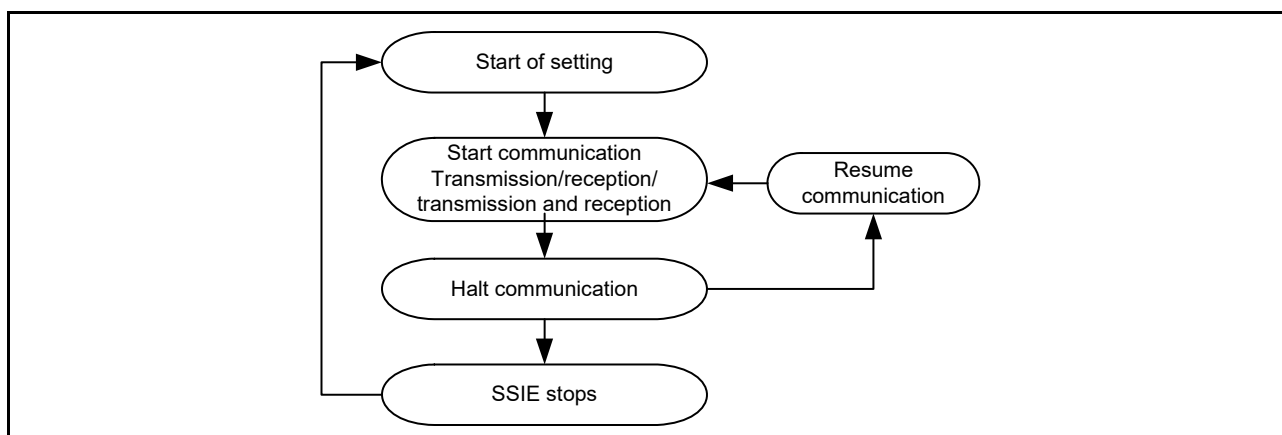 Start of setting
Start communication
Transmission/reception/
transmission and reception
Resume
communication
Halt communication
SSIE stops